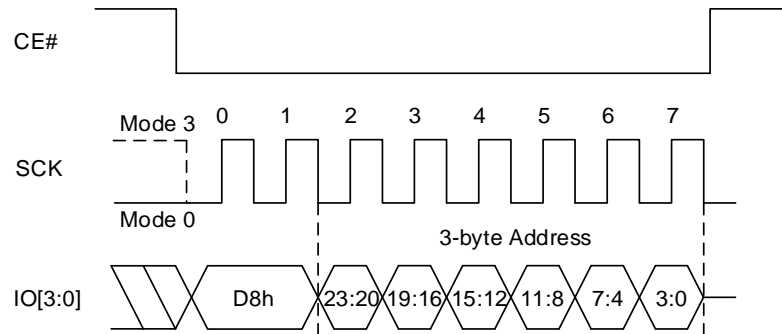 CE#
0 1 2 3 4 5 6 7
Mode 3
SCK
Mode 0
3-byte Address
IO[3:0] D8h 23:20 19:16 15:12 11:8 7:4 3:0